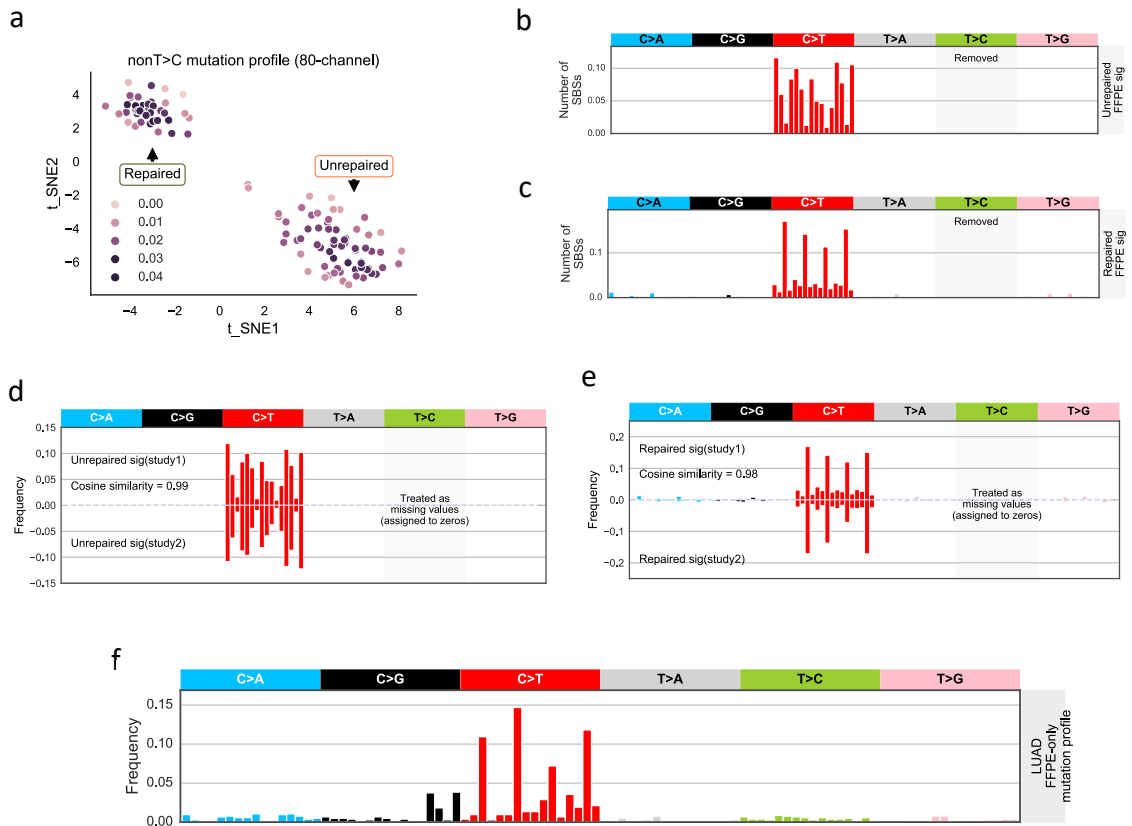 a
nonT>C mutation profile (80-channel)
t_SNE2
4
2
0
−2
−4
−6
Repaired
Unrepaired
0.00
0.01
0.02
0.03
0.04
−4
−2
0
2
4
6
8
t_SNE1
b
C>A
C>G
C>T
T>A
T>C
T>G
Number of
SBSs
0.10
0.05
0.00
Removed
Unrepaired
FFPE sig
c
C>A
C>G
C>T
T>A
T>C
T>G
Number of
SBSs
0.1
0.0
Removed
Repaired
FFPE sig
d
C>A
C>G
C>T
T>A
T>C
T>G
Frequency
0.15
0.10
0.05
0.00
−0.05
−0.10
−0.15
Unrepaired sig(study1)
Cosine similarity = 0.99
Unrepaired sig(study2)
Treated as
missing values
(assigned to zeros)
e
C>A
C>G
C>T
T>A
T>C
T>G
Frequency
0.2
0.1
0.0
−0.1
−0.2
Repaired sig(study1)
Cosine similarity = 0.98
Repaired sig(study2)
Treated as
missing values
(assigned to zeros)
f
C>A
C>G
C>T
T>A
T>C
T>G
Frequency
0.15
0.10
0.05
0.00
LUAD
FFPE-only
mutation profile